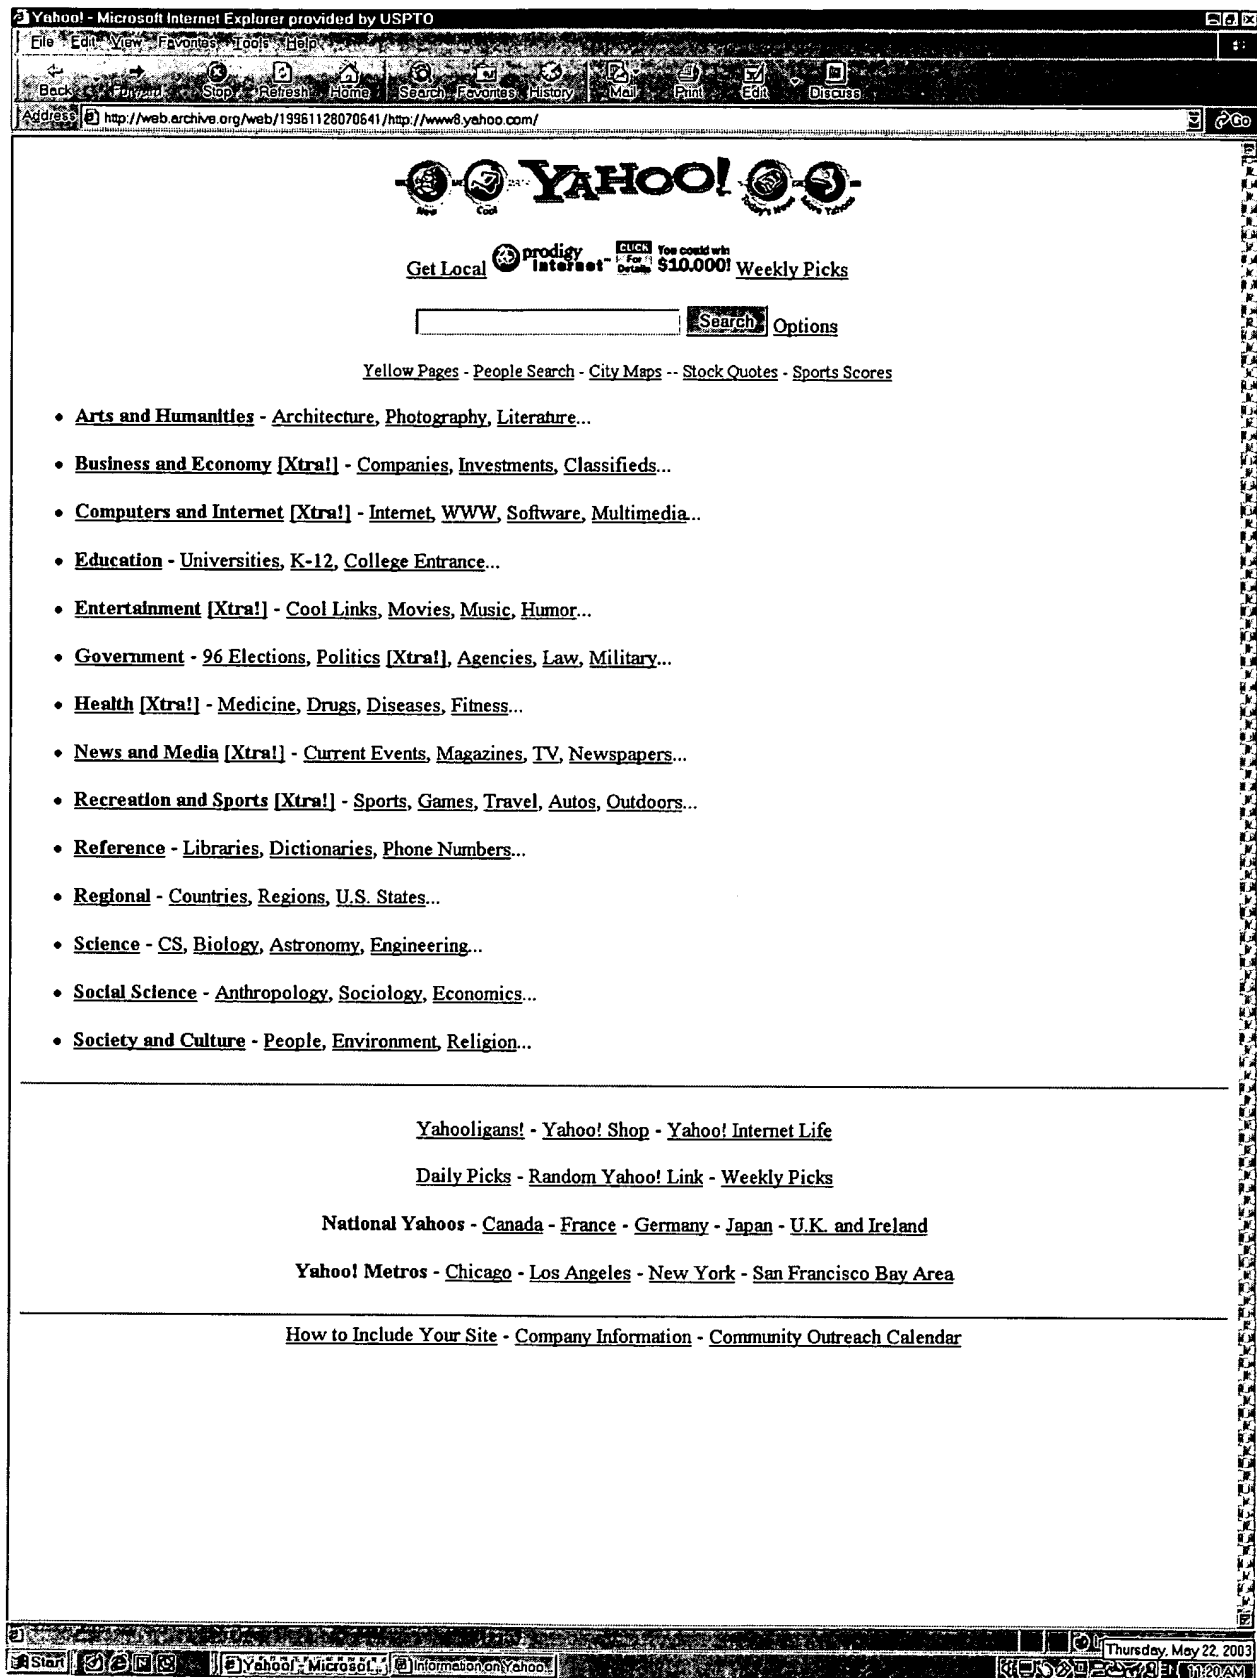 Yahoo! - Microsoft Internet Explorer provided by USPTO
File Edit View Favorites Tools Help
Back Forward Stop Refresh Home Search Favorites History Mail Print Edit Discuss
Address http://web.archive.org/web/19961128070641/http://www8.yahoo.com/ Go
YAHOO!
New Cool Today's News More Yahoos
Get Local prodigy internet™ CLICK For Details You could win $10,000! Weekly Picks
Search Options
Yellow Pages - People Search - City Maps -- Stock Quotes - Sports Scores
• Arts and Humanities - Architecture, Photography, Literature...
• Business and Economy [Xtra!] - Companies, Investments, Classifieds...
• Computers and Internet [Xtra!] - Internet, WWW, Software, Multimedia...
• Education - Universities, K-12, College Entrance...
• Entertainment [Xtra!] - Cool Links, Movies, Music, Humor...
• Government - 96 Elections, Politics [Xtra!], Agencies, Law, Military...
• Health [Xtra!] - Medicine, Drugs, Diseases, Fitness...
• News and Media [Xtra!] - Current Events, Magazines, TV, Newspapers...
• Recreation and Sports [Xtra!] - Sports, Games, Travel, Autos, Outdoors...
• Reference - Libraries, Dictionaries, Phone Numbers...
• Regional - Countries, Regions, U.S. States...
• Science - CS, Biology, Astronomy, Engineering...
• Social Science - Anthropology, Sociology, Economics...
• Society and Culture - People, Environment, Religion...
Yahooligans! - Yahoo! Shop - Yahoo! Internet Life
Daily Picks - Random Yahoo! Link - Weekly Picks
National Yahoos - Canada - France - Germany - Japan - U.K. and Ireland
Yahoo! Metros - Chicago - Los Angeles - New York - San Francisco Bay Area
How to Include Your Site - Company Information - Community Outreach Calendar
Thursday, May 22, 2003
Start Yahoo! - Microsof... Information on Yahoo! 11:20 AM